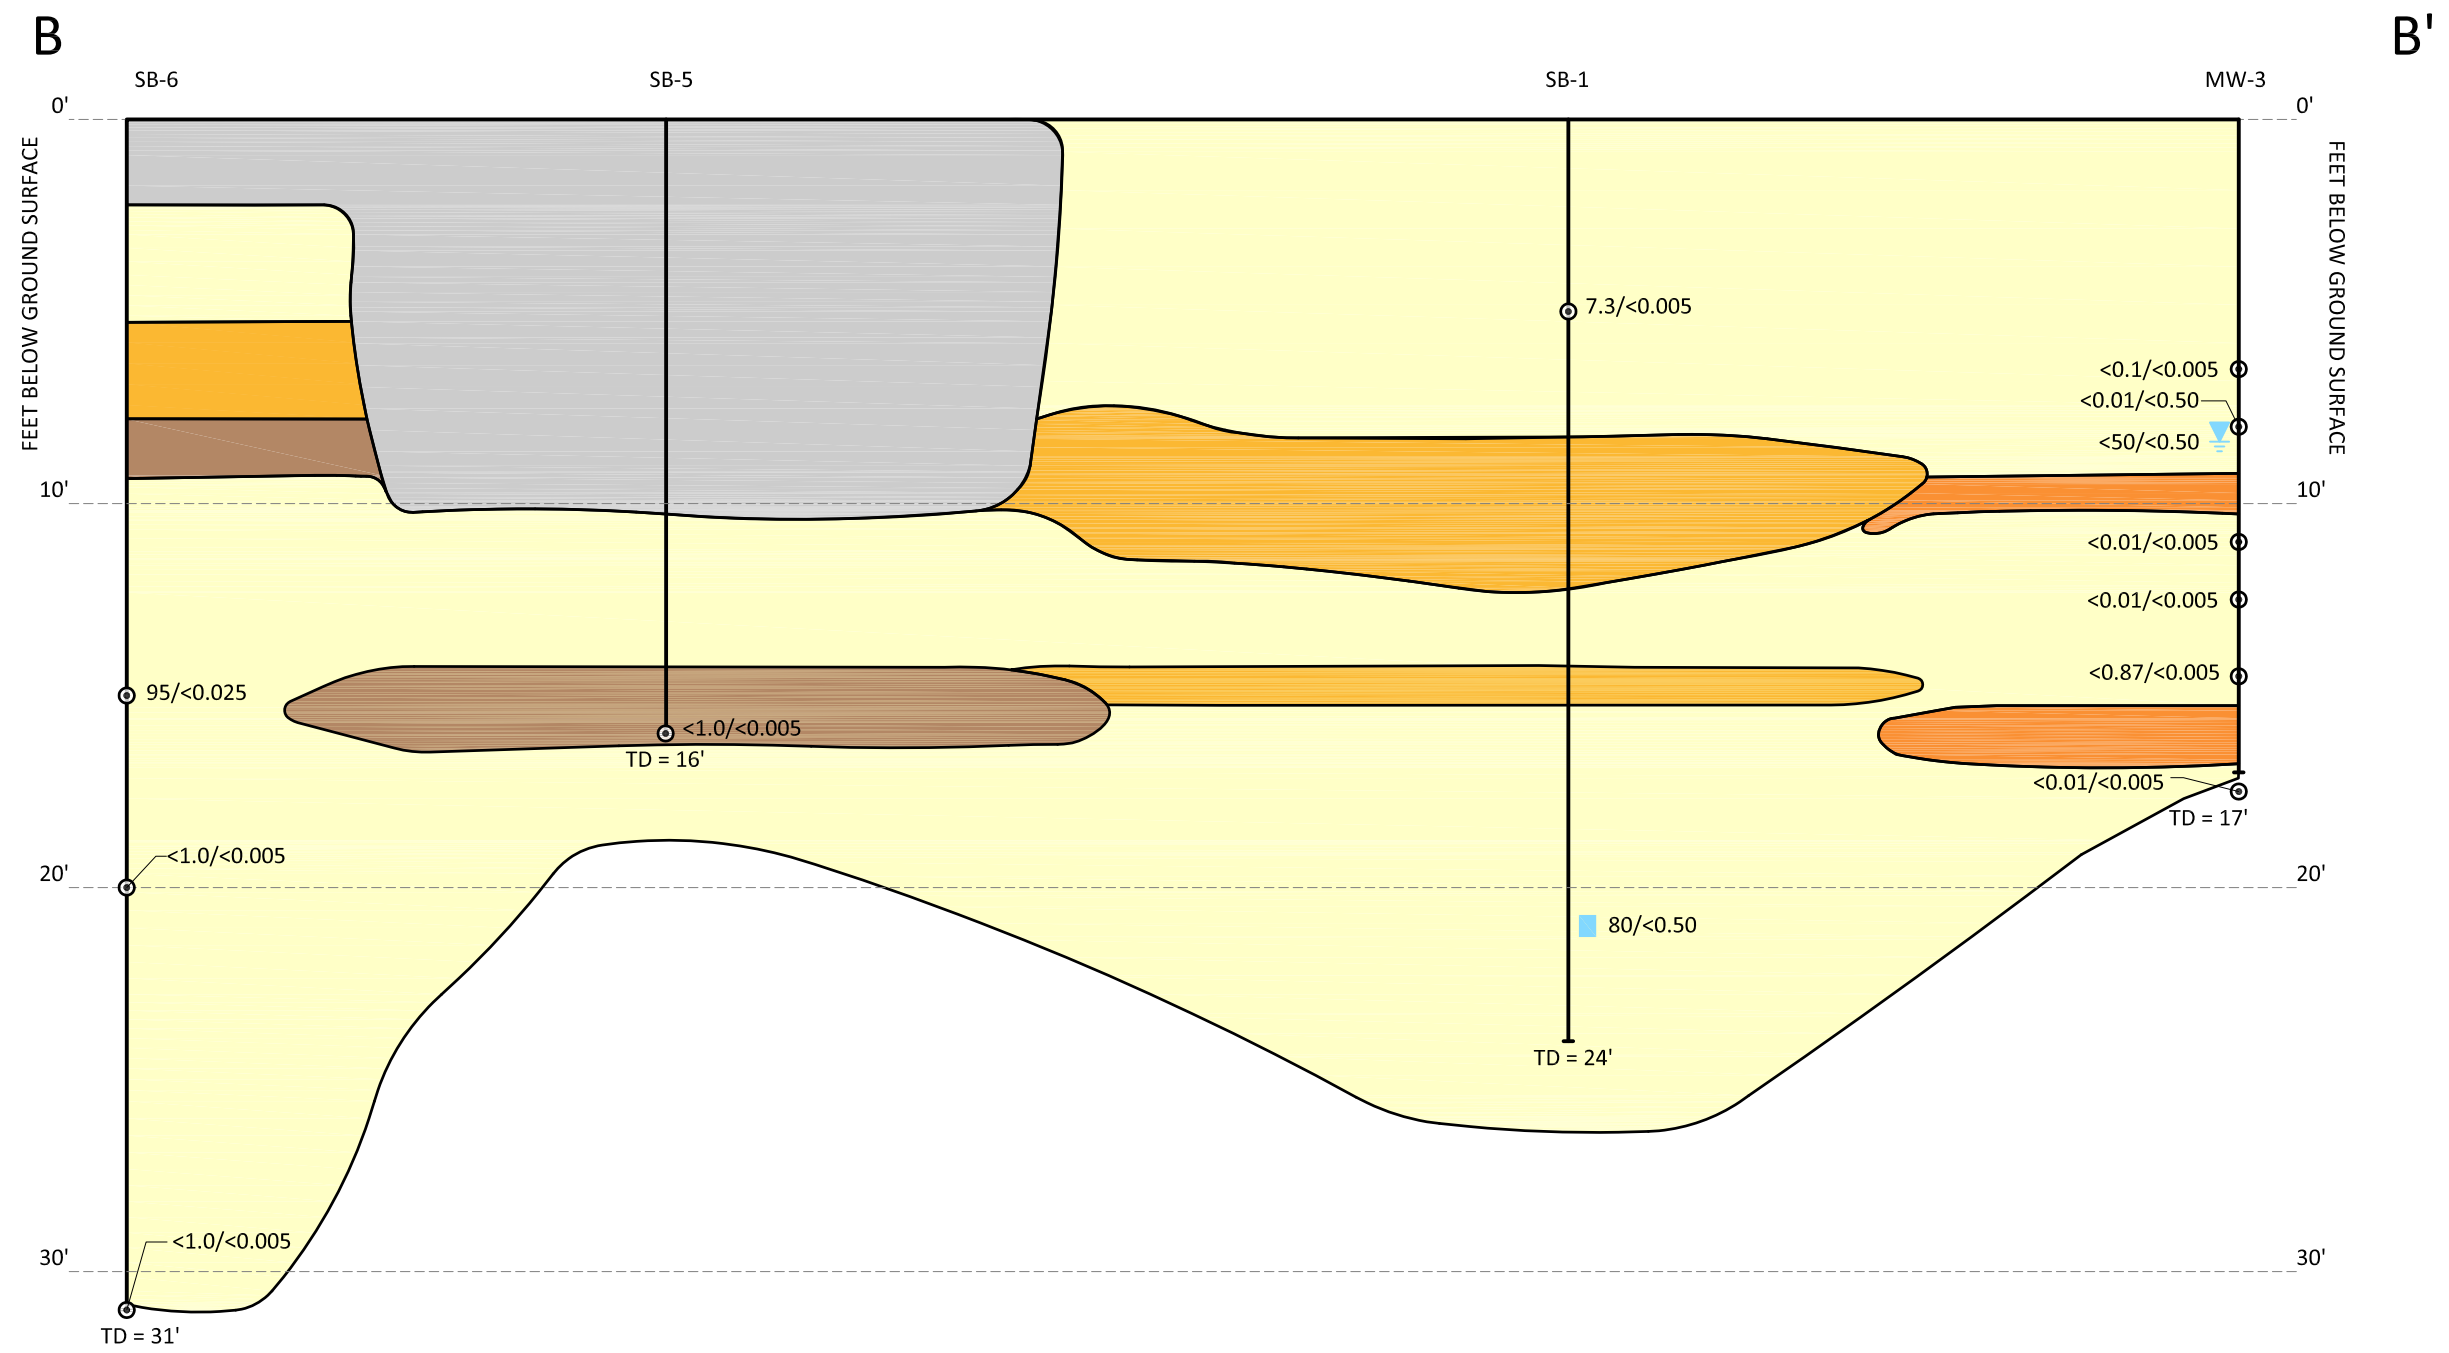 B
B'
SB-6
SB-5
SB-1
MW-3
0'
0'
FEET BELOW GROUND SURFACE
FEET BELOW GROUND SURFACE
7.3/<0.005
<0.1/<0.005
<0.01/<0.50
<50/<0.50
10'
10'
<0.01/<0.005
<0.01/<0.005
<0.87/<0.005
95/<0.025
<1.0/<0.005
TD = 16'
<0.01/<0.005
TD = 17'
<1.0/<0.005
20'
20'
80/<0.50
TD = 24'
<1.0/<0.005
30'
30'
TD = 31'